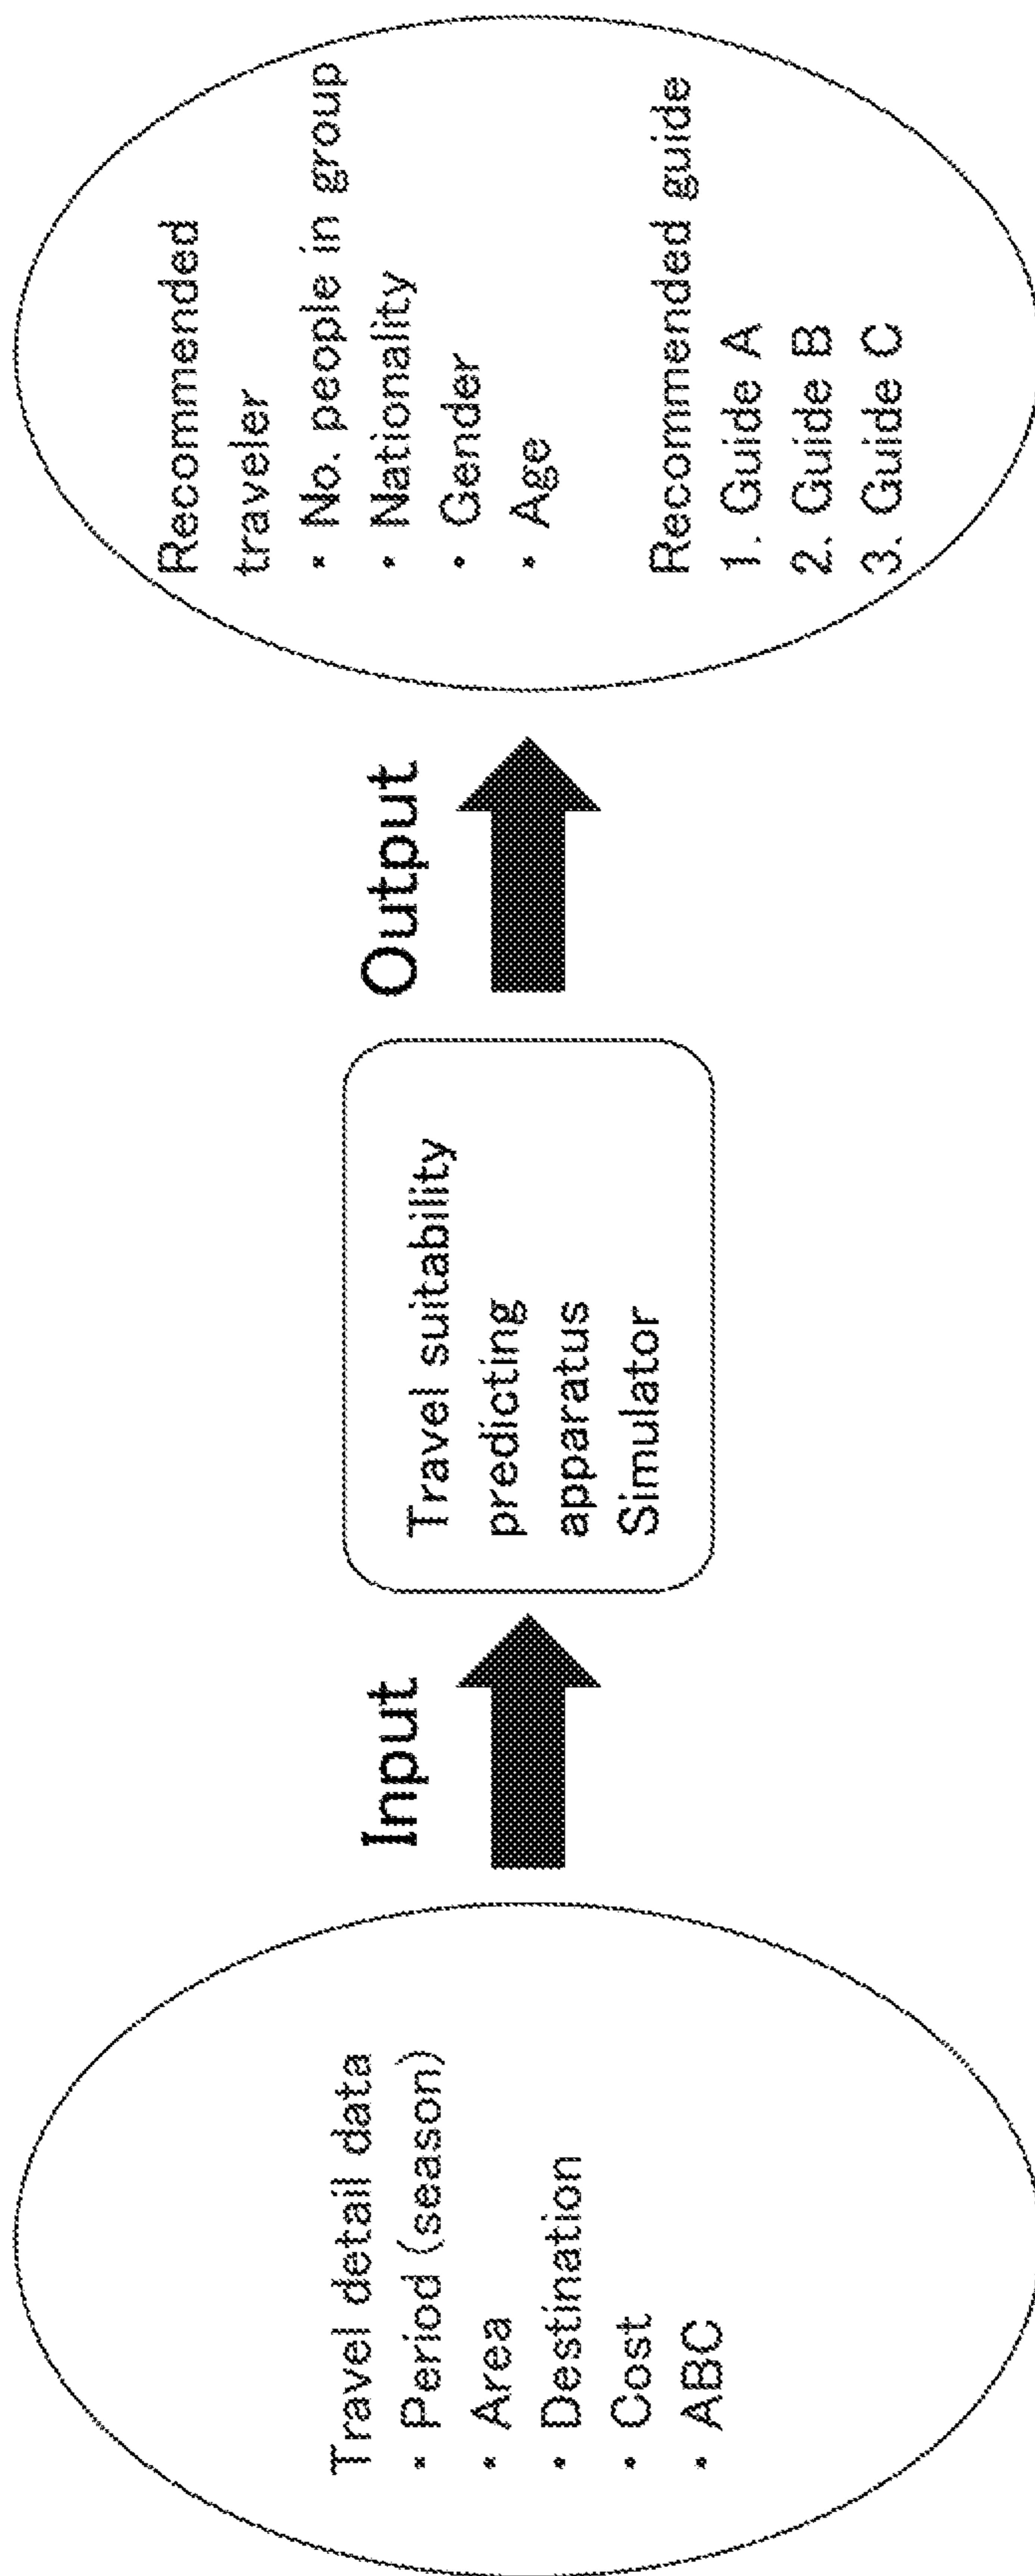 Travel detail data
• Period (season)
• Area
• Destination
• Cost
• ABC
Input
Travel suitability
predicting
apparatus
Simulator
Output
Recommended
traveler
• No. people in group
• Nationality
• Gender
• Age
Recommended guide
1. Guide A
2. Guide B
3. Guide C